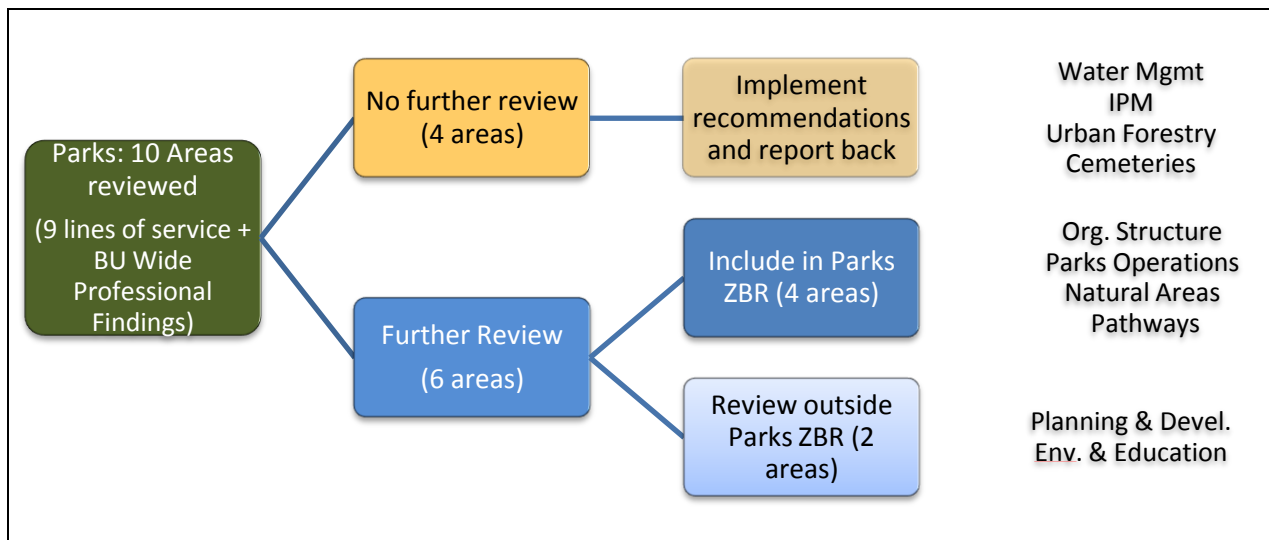 Parks: 10 Areas
reviewed
(9 lines of service +
BU Wide
Professional
Findings)
No further review
(4 areas)
Implement
recommendations
and report back
Water Mgmt
IPM
Urban Forestry
Cemeteries
Further Review
(6 areas)
Include in Parks
ZBR (4 areas)
Org. Structure
Parks Operations
Natural Areas
Pathways
Review outside
Parks ZBR (2
areas)
Planning & Devel.
Env. & Education